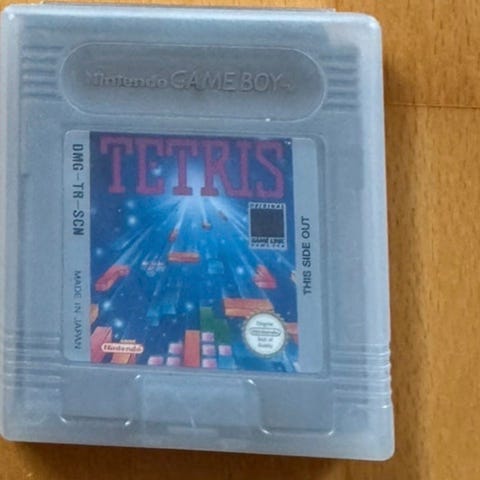 Nintendo GAME BOY
TETRIS
DMG-TR-SCN
MADE IN JAPAN
THIS SIDE OUT
GAME LINK
Original
Nintendo
Seal of
Quality
Nintendo